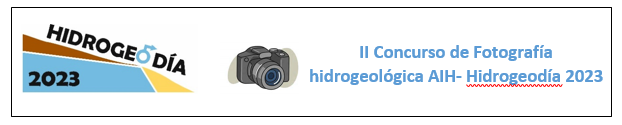 HIDROGEODÍA
2023
II Concurso de Fotografía
hidrogeológica AIH- Hidrogeodía 2023